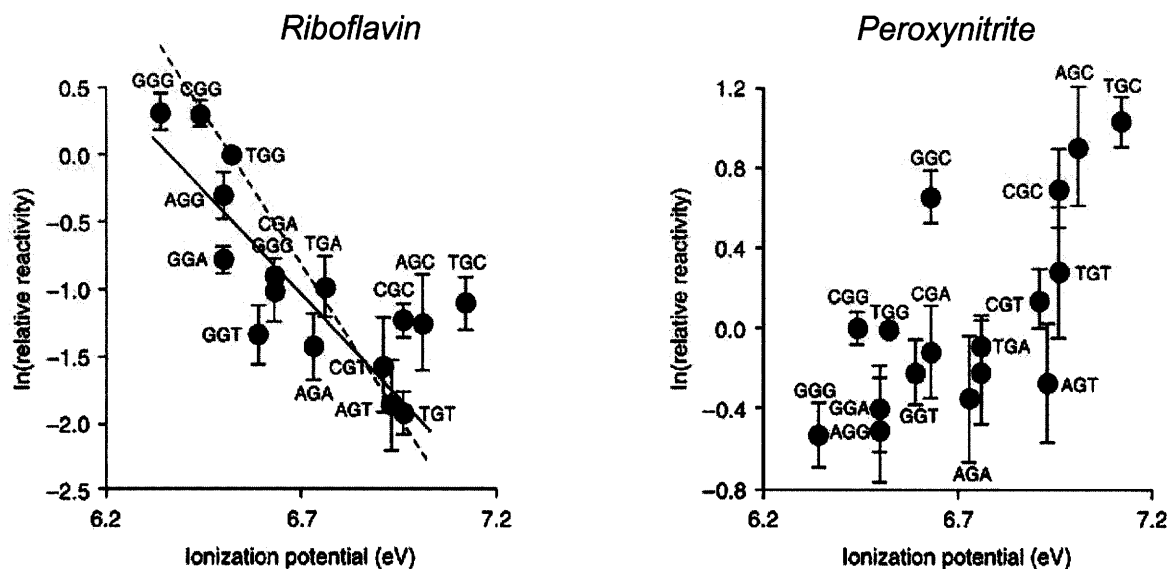 Riboflavin
0.5
0.0
−0.5
−1.0
−1.5
−2.0
−2.5
ln(relative reactivity)
GGG
CGG
TGG
AGG
CGA
GGA
TGA
AGC
TGC
CGC
GGT
CGT
AGA
AGT
TGT
6.2
6.7
7.2
Ionization potential (eV)
Peroxynitrite
1.2
0.8
0.4
0.0
−0.4
−0.8
ln(relative reactivity)
AGC
TGC
GGC
CGC
TGT
CGG
TGG
CGA
CGT
TGA
GGG
GGA
AGG
GGT
AGT
AGA
6.2
6.7
7.2
Ionization potential (eV)